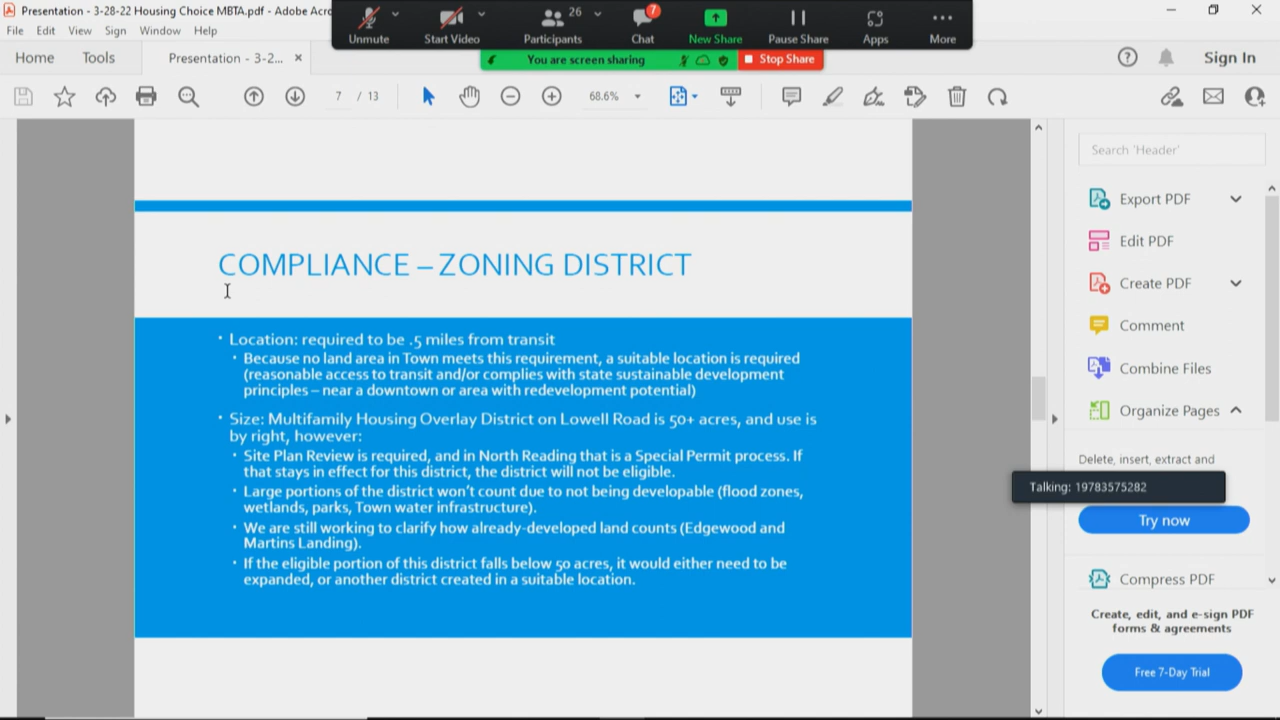 Presentation - 3-28-22 Housing Choice MBTA.pdf - Adobe Acro
File Edit View Sign Window Help
Unmute
Start Video
26
Participants
7
Chat
New Share
Pause Share
Apps
More
You are screen sharing
Stop Share
Home
Tools
Presentation - 3-2...
Sign In
7 / 13
68.6%
COMPLIANCE – ZONING DISTRICT
• Location: required to be .5 miles from transit
• Because no land area in Town meets this requirement, a suitable location is required
(reasonable access to transit and/or complies with state sustainable development
principles – near a downtown or area with redevelopment potential)
• Size: Multifamily Housing Overlay District on Lowell Road is 50+ acres, and use is
by right, however:
• Site Plan Review is required, and in North Reading that is a Special Permit process. If
that stays in effect for this district, the district will not be eligible.
• Large portions of the district won't count due to not being developable (flood zones,
wetlands, parks, Town water infrastructure).
• We are still working to clarify how already-developed land counts (Edgewood and
Martins Landing).
• If the eligible portion of this district falls below 50 acres, it would either need to be
expanded, or another district created in a suitable location.
Search 'Header'
Export PDF
Edit PDF
Create PDF
Comment
Combine Files
Organize Pages
Delete, insert, extract and
Talking: 19783575282
Try now
Compress PDF
Create, edit, and e-sign PDF
forms & agreements
Free 7-Day Trial